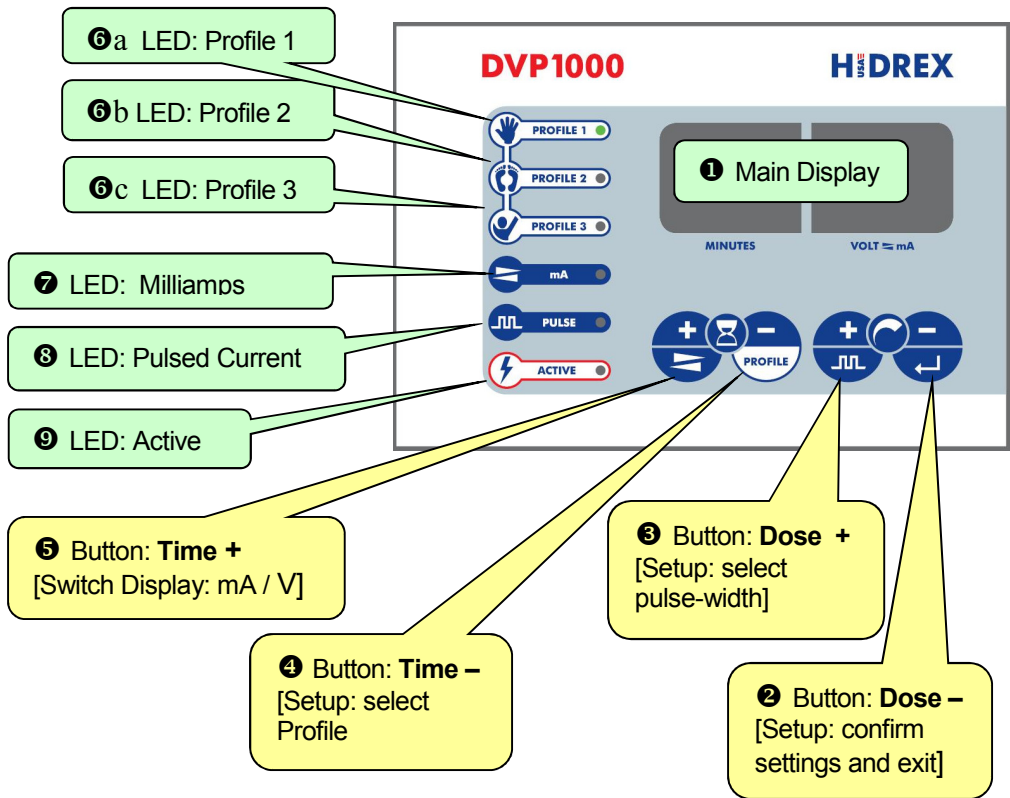 ❻a LED: Profile 1
❻b LED: Profile 2
❻c LED: Profile 3
❼ LED: Milliamps
❽ LED: Pulsed Current
❾ LED: Active
DVP1000
HiDREX
USA
PROFILE 1
PROFILE 2
PROFILE 3
mA
PULSE
ACTIVE
❶ Main Display
MINUTES
VOLT mA
+
−
PROFILE
+
−
❺ Button: Time +
[Switch Display: mA / V]
❹ Button: Time –
[Setup: select
Profile
❸ Button: Dose +
[Setup: select
pulse-width]
❷ Button: Dose –
[Setup: confirm
settings and exit]